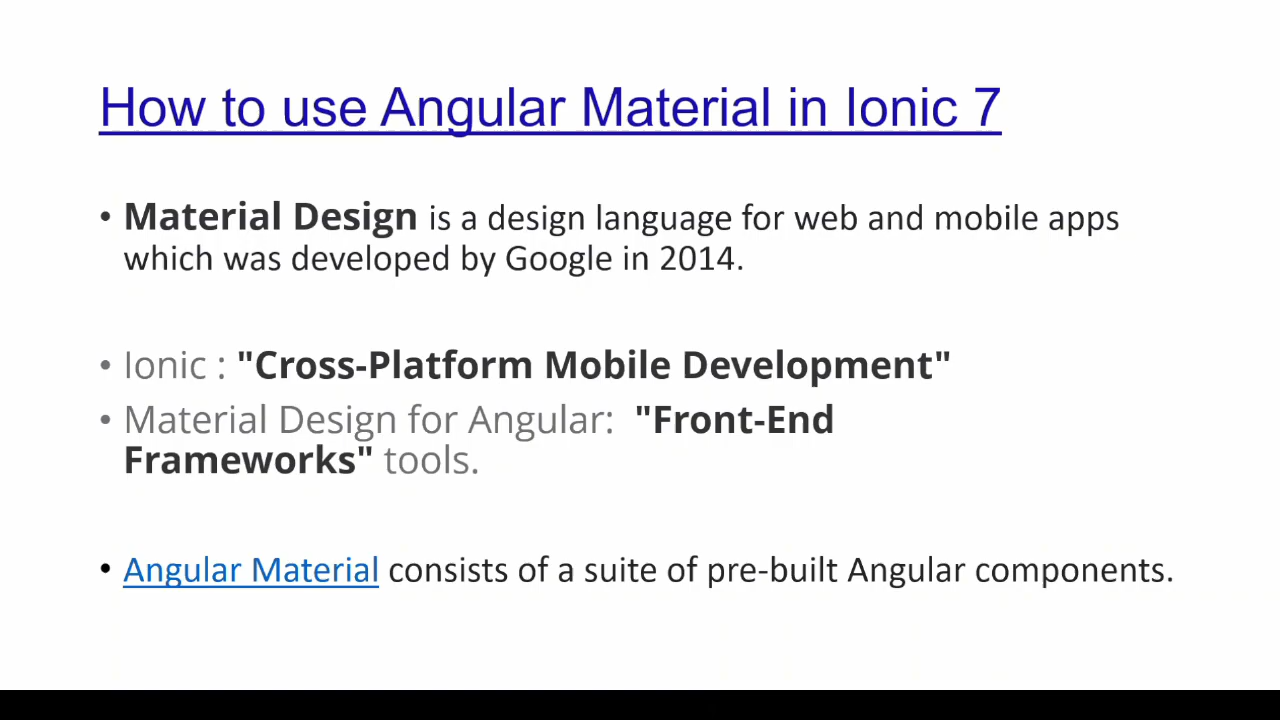 How to use Angular Material in Ionic 7
• Material Design is a design language for web and mobile apps
which was developed by Google in 2014.
• Ionic : "Cross-Platform Mobile Development"
• Material Design for Angular: "Front-End
Frameworks" tools.
• Angular Material consists of a suite of pre-built Angular components.